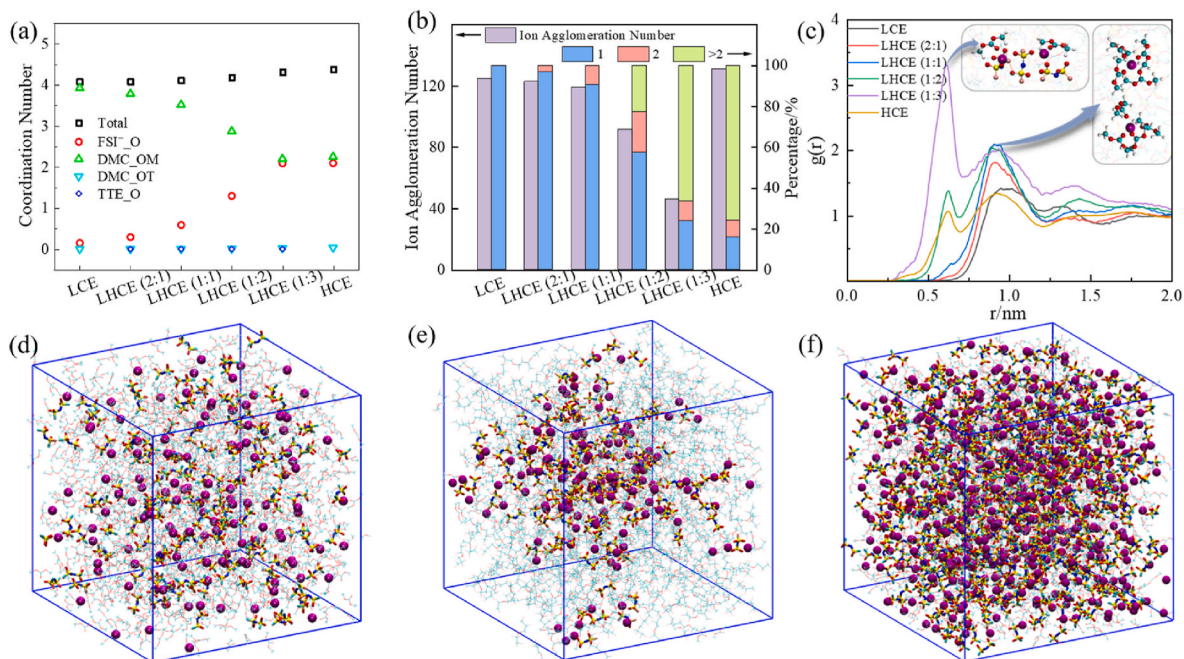 (a)
Coordination Number
5
4
3
2
1
0
Total
FSI⁻_O
DMC_OM
DMC_OT
TTE_O
LCE
LHCE (2:1)
LHCE (1:1)
LHCE (1:2)
LHCE (1:3)
HCE
(b)
Ion Agglomeration Number
1
2
>2
Ion Agglomeration Number
120
80
40
0
100
80
60
40
20
0
Percentage/%
LCE
LHCE (2:1)
LHCE (1:1)
LHCE (1:2)
LHCE (1:3)
HCE
(c)
g(r)
4
3
2
1
0
LCE
LHCE (2:1)
LHCE (1:1)
LHCE (1:2)
LHCE (1:3)
HCE
0.0
0.5
1.0
1.5
2.0
r/nm
(d)
(e)
(f)